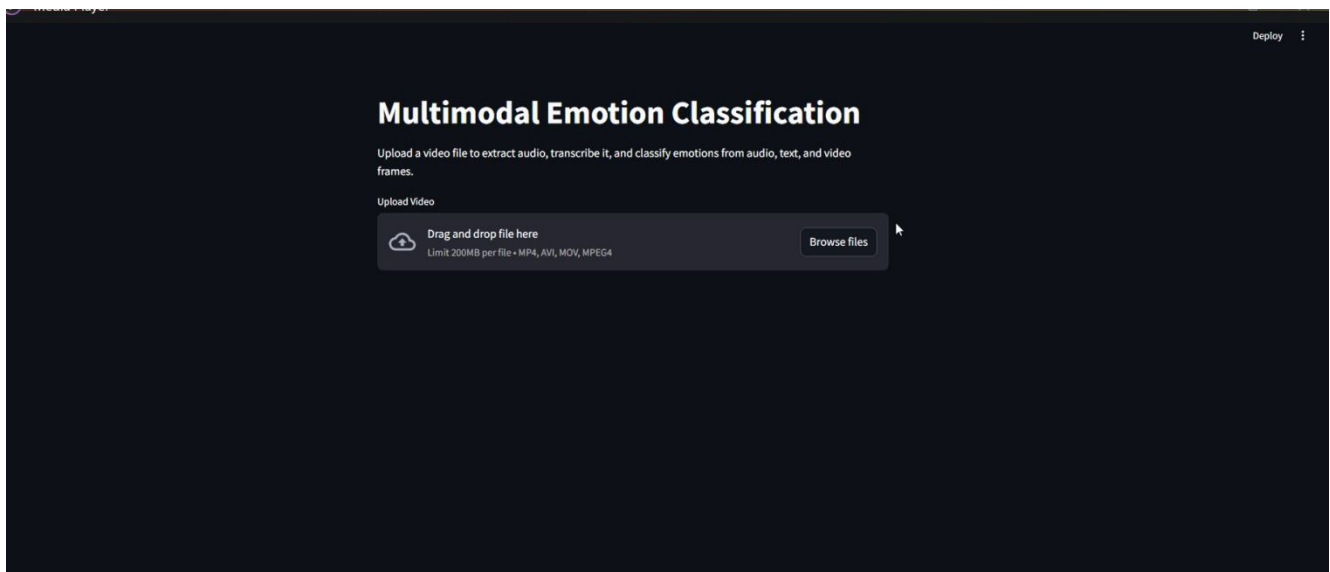 Media Player
Deploy
Multimodal Emotion Classification
Upload a video file to extract audio, transcribe it, and classify emotions from audio, text, and video
frames.
Upload Video
Drag and drop file here
Browse files
Limit 200MB per file • MP4, AVI, MOV, MPEG4